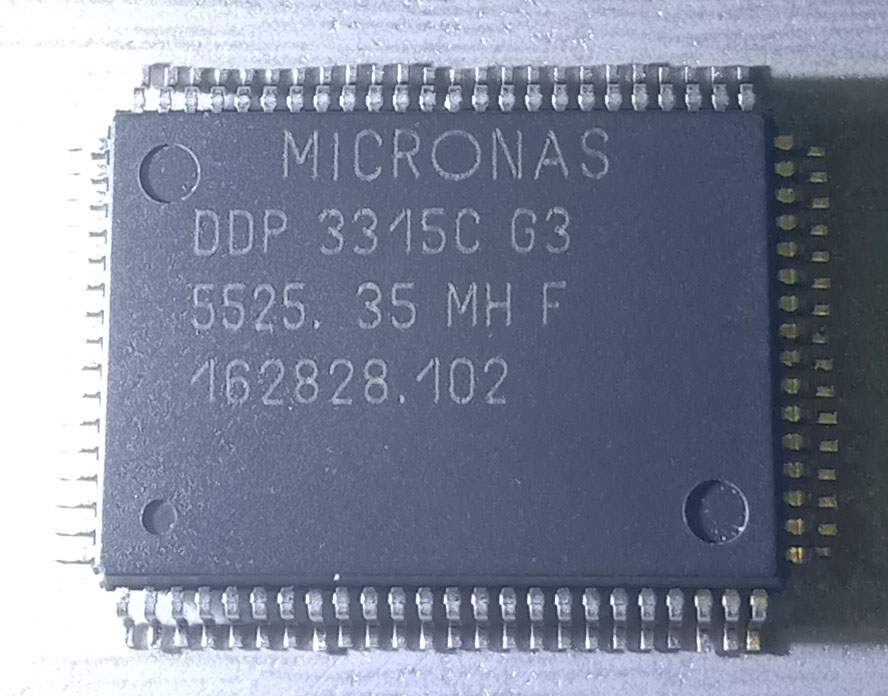 MICRONAS
DDP 3315C G3
5525. 35 MH F
162828.102